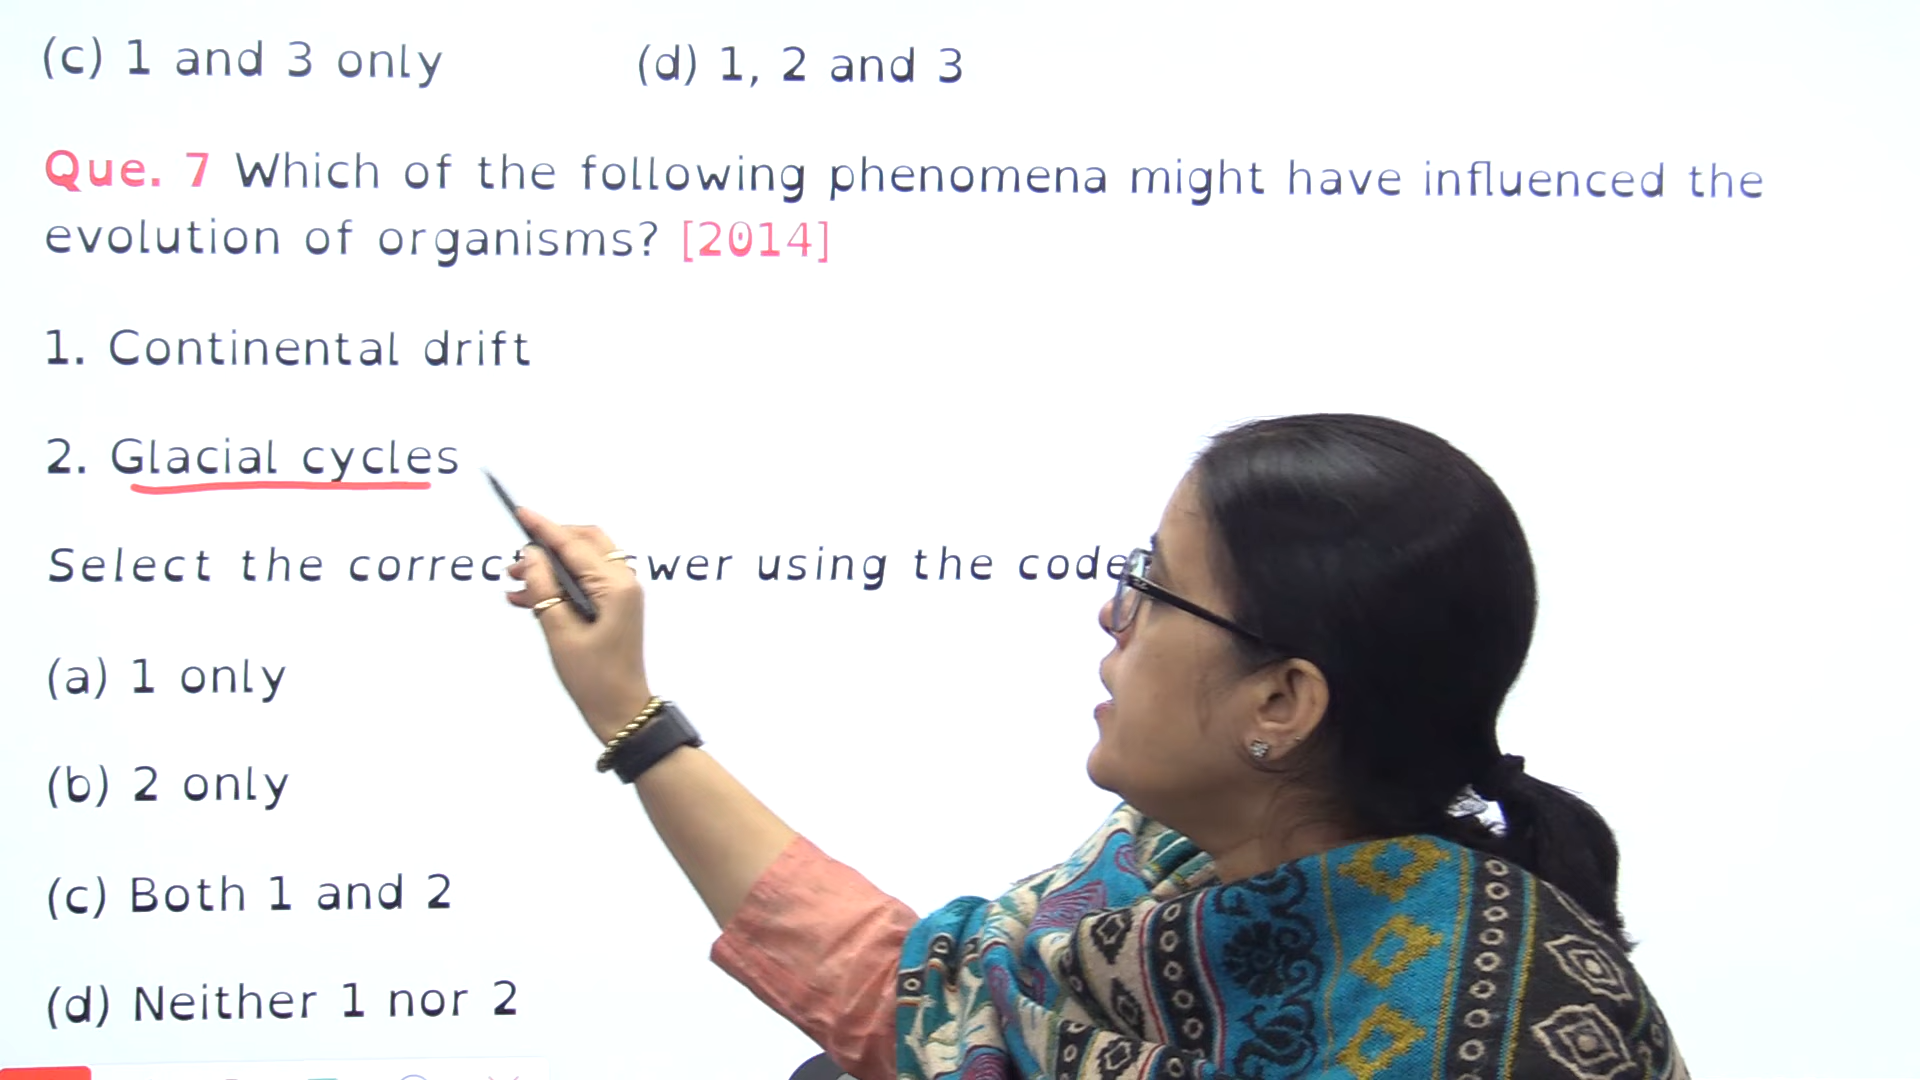 (c) 1 and 3 only (d) 1, 2 and 3
Que. 7 Which of the following phenomena might have influenced the
evolution of organisms? [2014]
1. Continental drift
2. Glacial cycles
Select the correct using the code
(a) 1 only
(b) 2 only
(c) Both 1 and 2
(d) Neither 1 nor 2